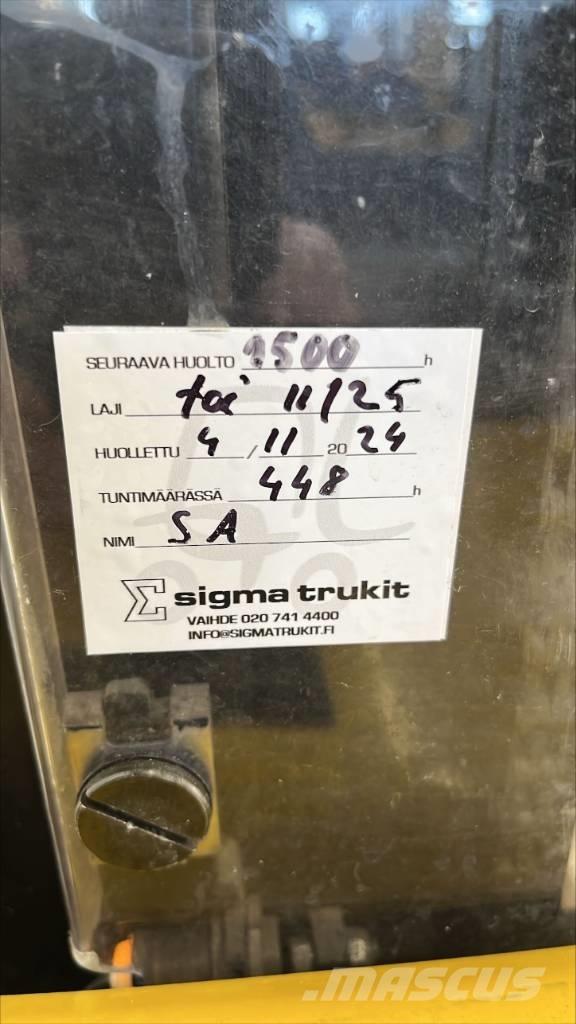 SEURAAVA HUOLTO 1500 h
LAJI tai 11/25
HUOLLETTU 4 / 11 20 24
TUNTIMÄÄRÄSSÄ 448 h
NIMI SA
Σ sigma trukit
VAIHDE 020 741 4400
INFO@SIGMATRUKIT.FI
MASCUS